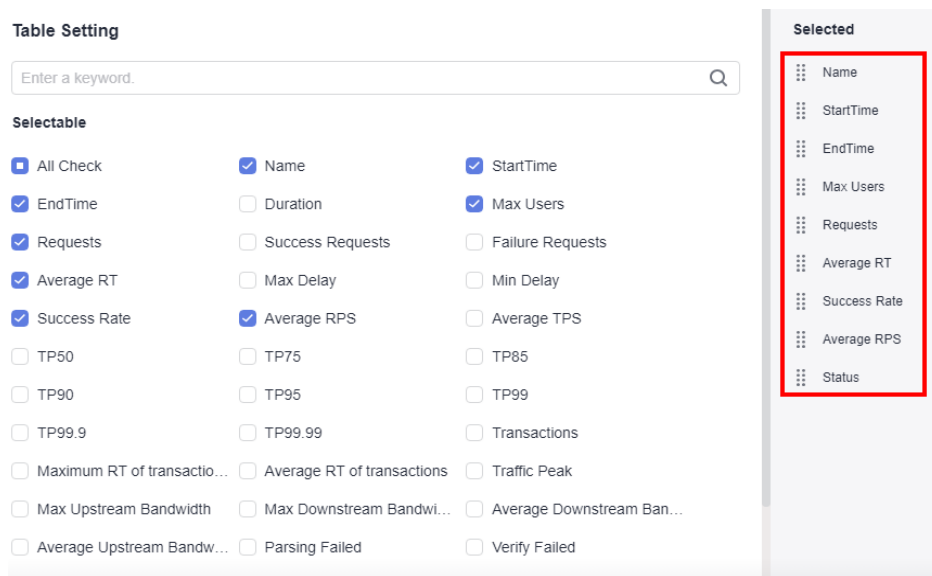 Table Setting
Enter a keyword.
Selectable
All Check Name StartTime
EndTime Duration Max Users
Requests Success Requests Failure Requests
Average RT Max Delay Min Delay
Success Rate Average RPS Average TPS
TP50 TP75 TP85
TP90 TP95 TP99
TP99.9 TP99.99 Transactions
Maximum RT of transactio... Average RT of transactions Traffic Peak
Max Upstream Bandwidth Max Downstream Bandwi... Average Downstream Ban...
Average Upstream Bandw... Parsing Failed Verify Failed
Selected
Name
StartTime
EndTime
Max Users
Requests
Average RT
Success Rate
Average RPS
Status